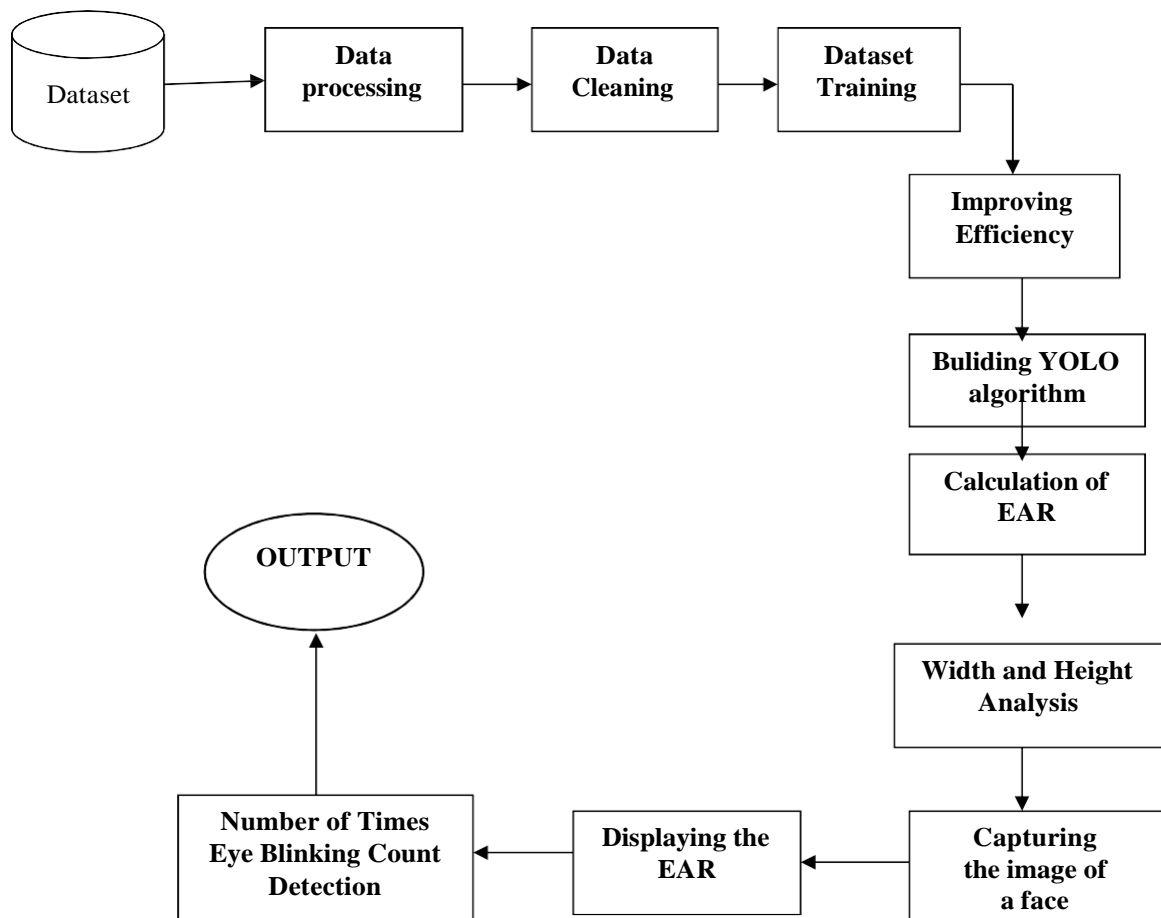 Dataset
Data
processing
Data
Cleaning
Dataset
Training
Improving
Efficiency
Buliding YOLO
algorithm
Calculation of
EAR
Width and Height
Analysis
Capturing
the image of
a face
Displaying the
EAR
Number of Times
Eye Blinking Count
Detection
OUTPUT